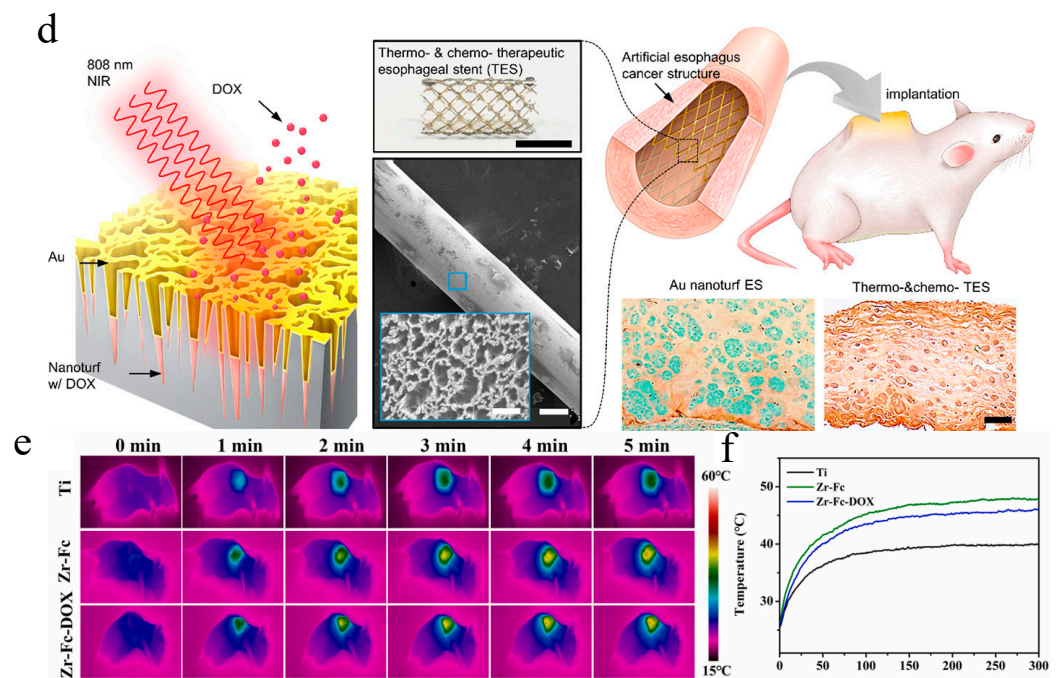 d
808 nm
NIR
DOX
Au
Nanoturf
w/ DOX
Thermo- & chemo- therapeutic
esophageal stent (TES)
Artificial esophagus
cancer structure
implantation
Au nanoturf ES
Thermo-&chemo- TES
e
0 min
1 min
2 min
3 min
4 min
5 min
Ti
Zr-Fc
Zr-Fc-DOX
60℃
15℃
f
Ti
Zr-Fc
Zr-Fc-DOX
Temperature (℃)
50
40
30
0
50
100
150
200
250
300